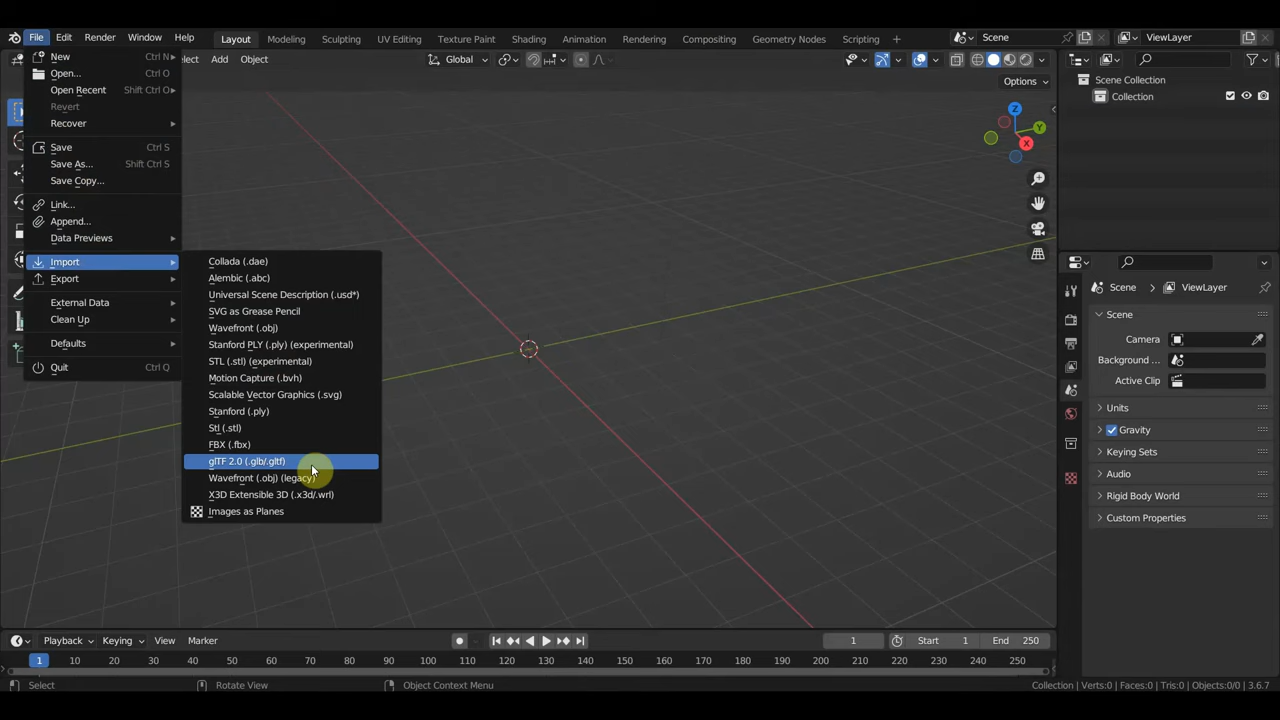 File Edit Render Window Help Layout Modeling Sculpting UV Editing Texture Paint Shading Animation Rendering Compositing Geometry Nodes Scripting + Scene ViewLayer
lect Add Object Global
Options
New Ctrl N
Open... Ctrl O
Open Recent Shift Ctrl O
Revert
Recover
Save Ctrl S
Save As... Shift Ctrl S
Save Copy...
Link...
Append...
Data Previews
Import
Export
External Data
Clean Up
Defaults
Quit Ctrl Q
Collada (.dae)
Alembic (.abc)
Universal Scene Description (.usd*)
SVG as Grease Pencil
Wavefront (.obj)
Stanford PLY (.ply) (experimental)
STL (.stl) (experimental)
Motion Capture (.bvh)
Scalable Vector Graphics (.svg)
Stanford (.ply)
Stl (.stl)
FBX (.fbx)
glTF 2.0 (.glb/.gltf)
Wavefront (.obj) (legacy)
X3D Extensible 3D (.x3d/.wrl)
Images as Planes
Z
Y
X
Scene Collection
Collection
Scene ViewLayer
Scene
Camera
Background ...
Active Clip
Units
Gravity
Keying Sets
Audio
Rigid Body World
Custom Properties
Playback Keying View Marker 1 Start 1 End 250
1 10 20 30 40 50 60 70 80 90 100 110 120 130 140 150 160 170 180 190 200 210 220 230 240 250
Select Rotate View Object Context Menu Collection | Verts:0 | Faces:0 | Tris:0 | Objects:0/0 | 3.6.7